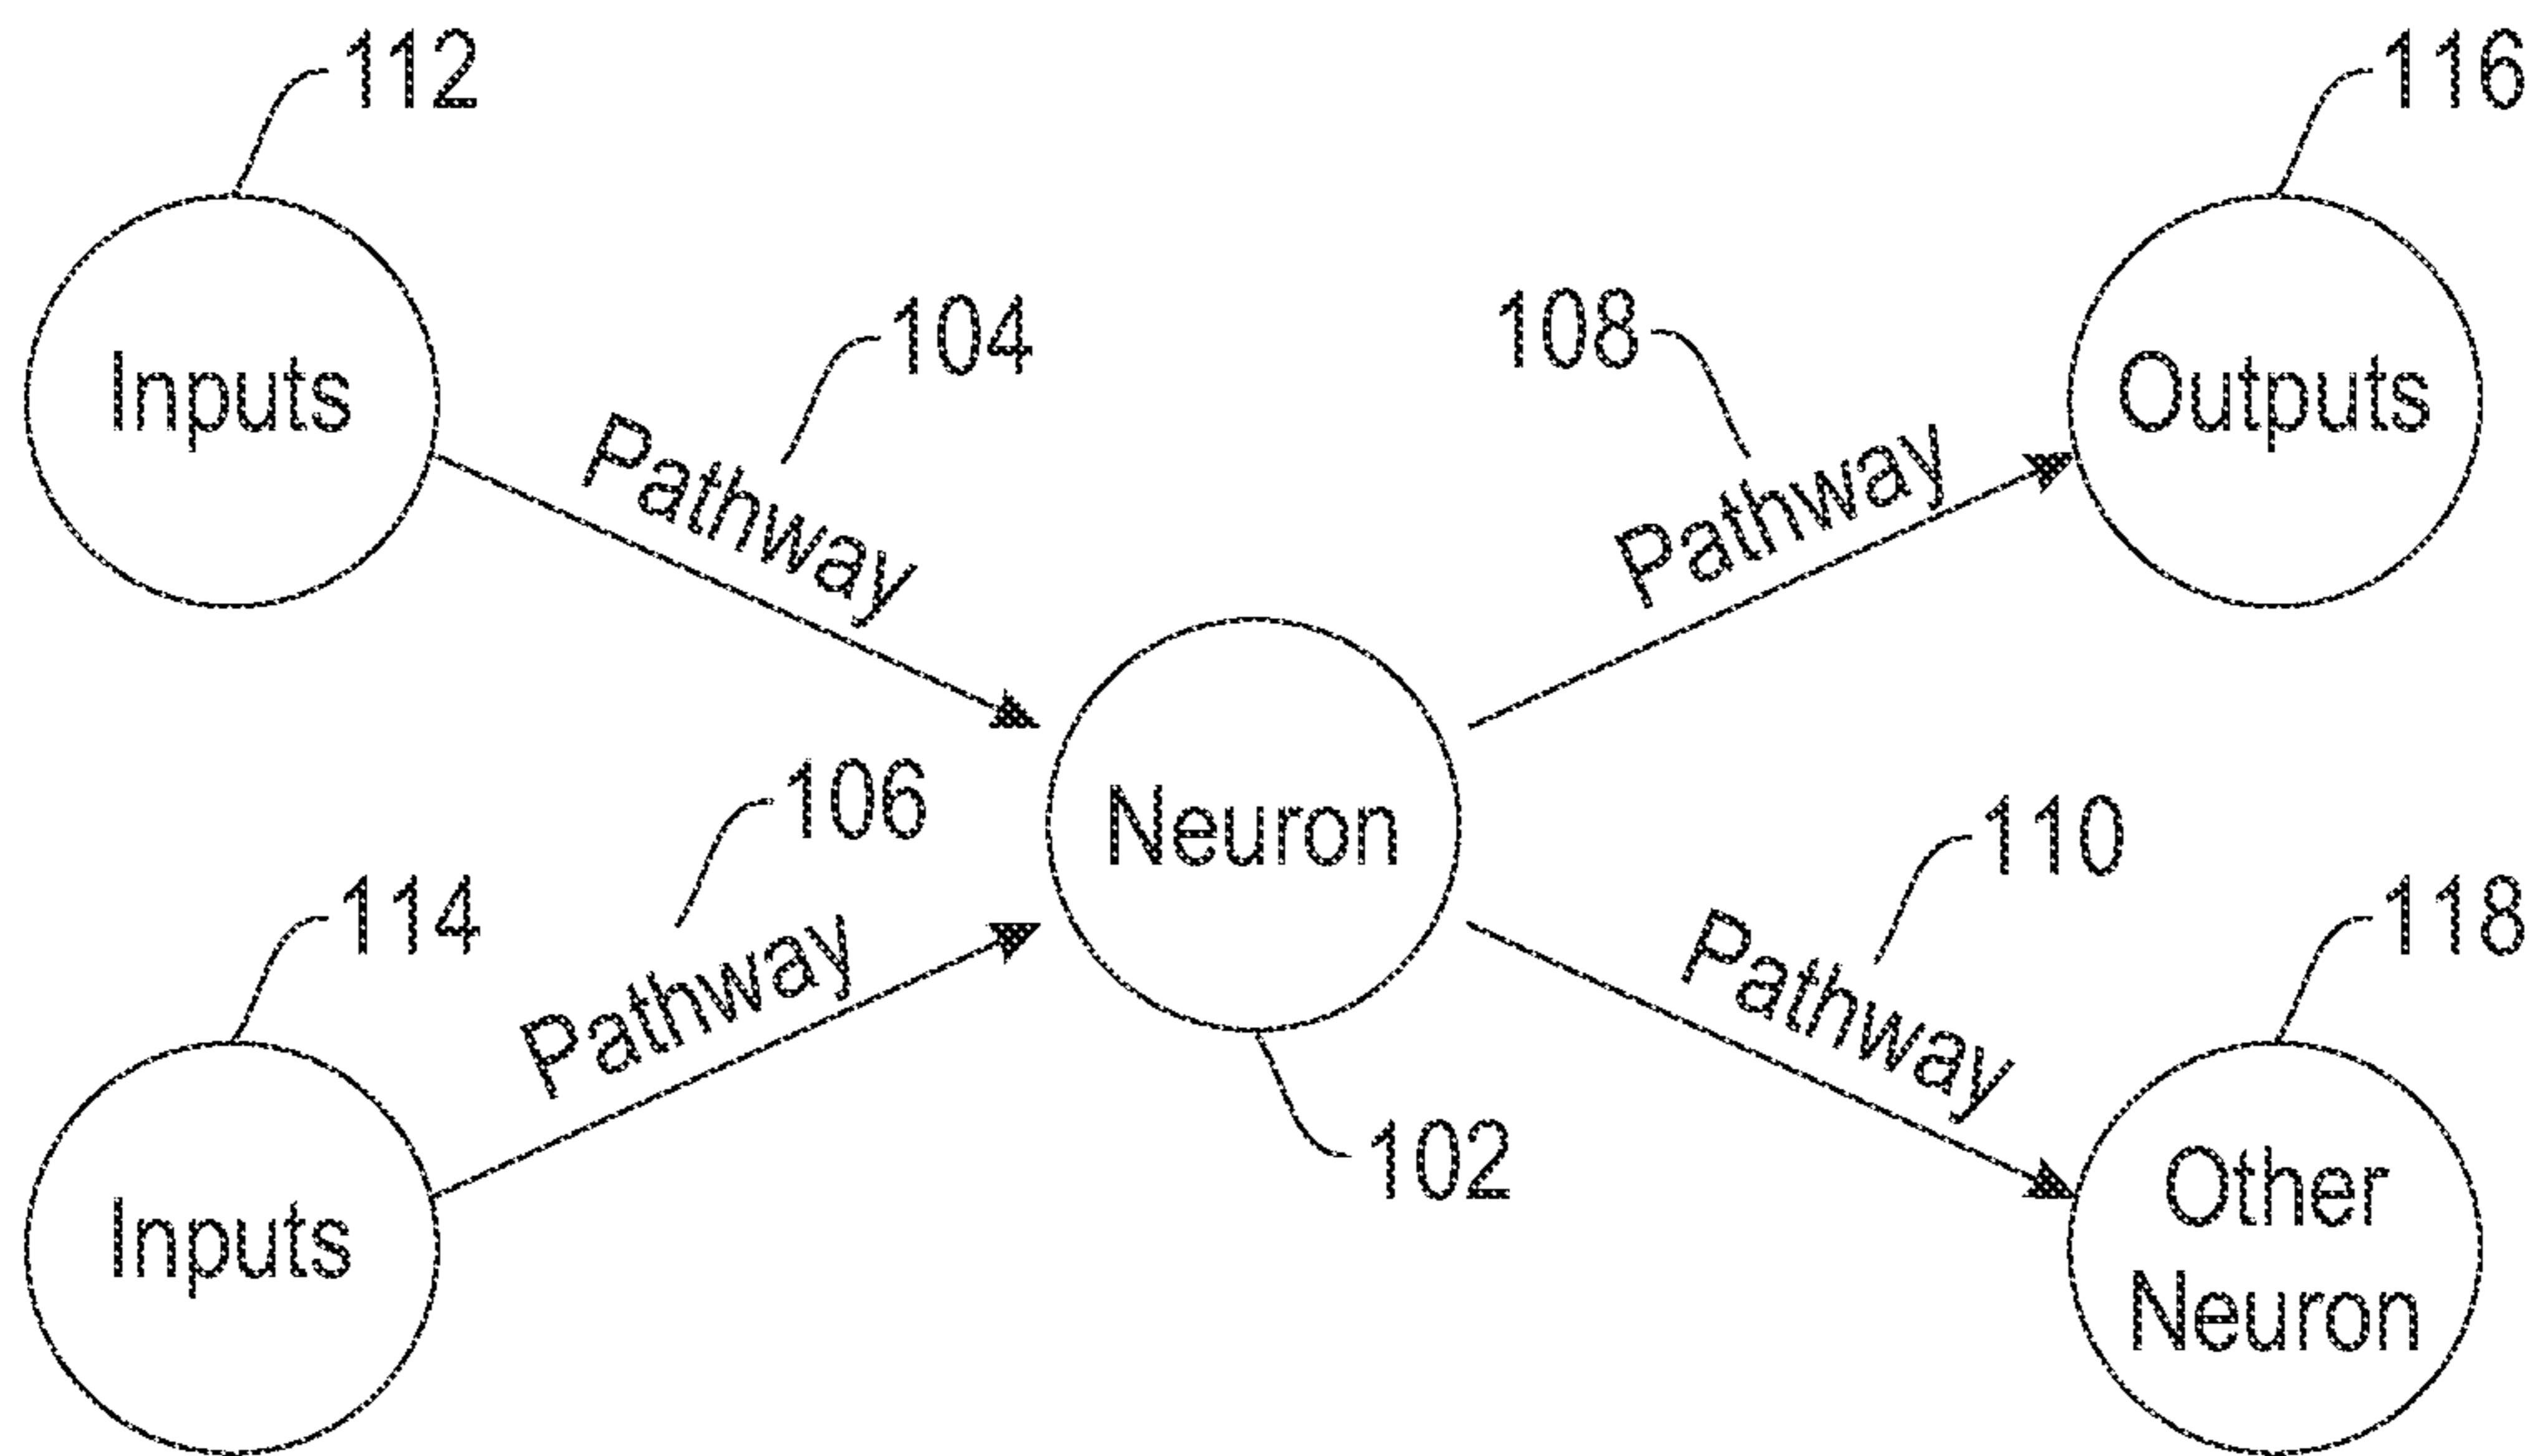 112
116
104
108
Inputs
Outputs
Pathway
Pathway
106
Neuron
110
114
118
Pathway
Pathway
102
Inputs
Other
Neuron